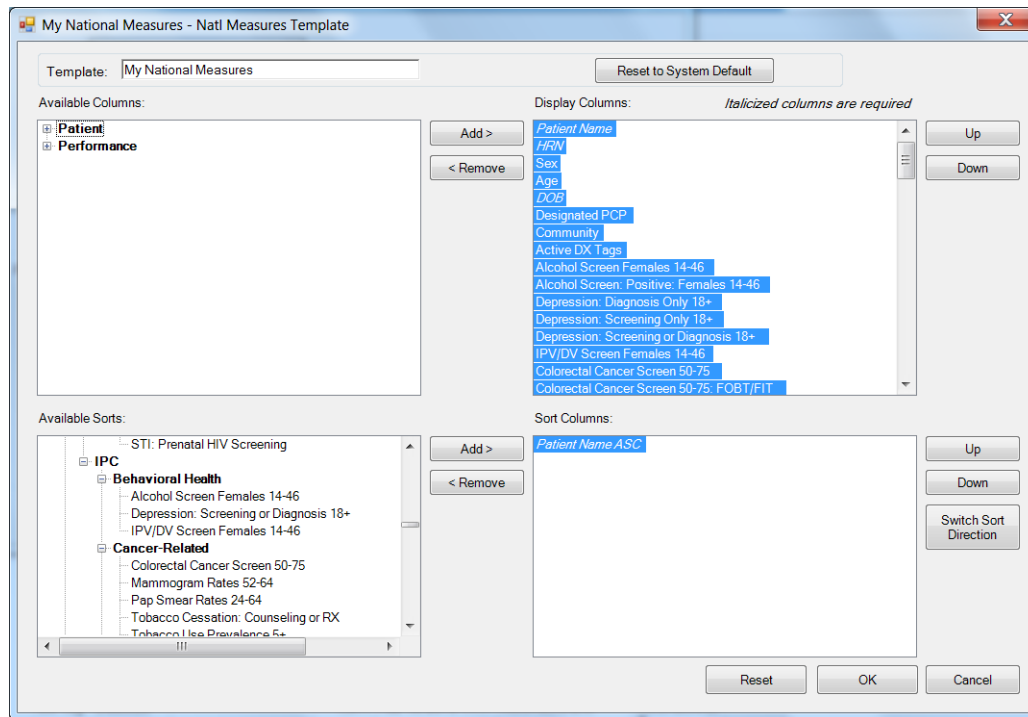 My National Measures - Natl Measures Template
X
Template: My National Measures
Reset to System Default
Available Columns:
Patient
Performance
Add >
< Remove
Display Columns: Italicized columns are required
Patient Name
HRN
Sex
Age
DOB
Designated PCP
Community
Active DX Tags
Alcohol Screen Females 14-46
Alcohol Screen: Positive: Females 14-46
Depression: Diagnosis Only 18+
Depression: Screening Only 18+
Depression: Screening or Diagnosis 18+
IPV/DV Screen Females 14-46
Colorectal Cancer Screen 50-75
Colorectal Cancer Screen 50-75: FOBT/FIT
Up
Down
Available Sorts:
STI: Prenatal HIV Screening
IPC
Behavioral Health
Alcohol Screen Females 14-46
Depression: Screening or Diagnosis 18+
IPV/DV Screen Females 14-46
Cancer-Related
Colorectal Cancer Screen 50-75
Mammogram Rates 52-64
Pap Smear Rates 24-64
Tobacco Cessation: Counseling or RX
Tobacco Use Prevalence 5+
Add >
< Remove
Sort Columns:
Patient Name ASC
Up
Down
Switch Sort
Direction
Reset
OK
Cancel